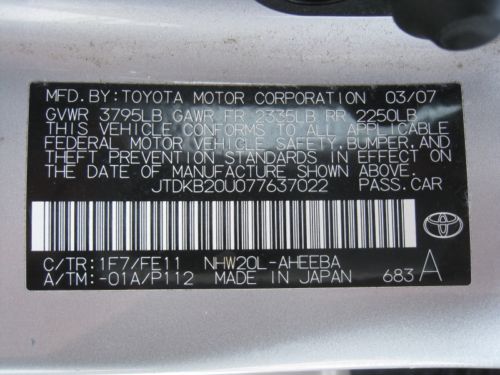 MFD. BY: TOYOTA MOTOR CORPORATION 03/07
GVWR 3795LB GAWR FR 2335LB RR 2250LB
THIS VEHICLE CONFORMS TO ALL APPLICABLE
FEDERAL MOTOR VEHICLE SAFETY, BUMPER, AND
THEFT PREVENTION STANDARDS IN EFFECT ON
THE DATE OF MANUFACTURE SHOWN ABOVE.
JTDKB20U077637022 PASS.CAR
C/TR:1F7/FE11 NHW20L-AHEEBA
A/TM:-01A/P112 MADE IN JAPAN 683 A